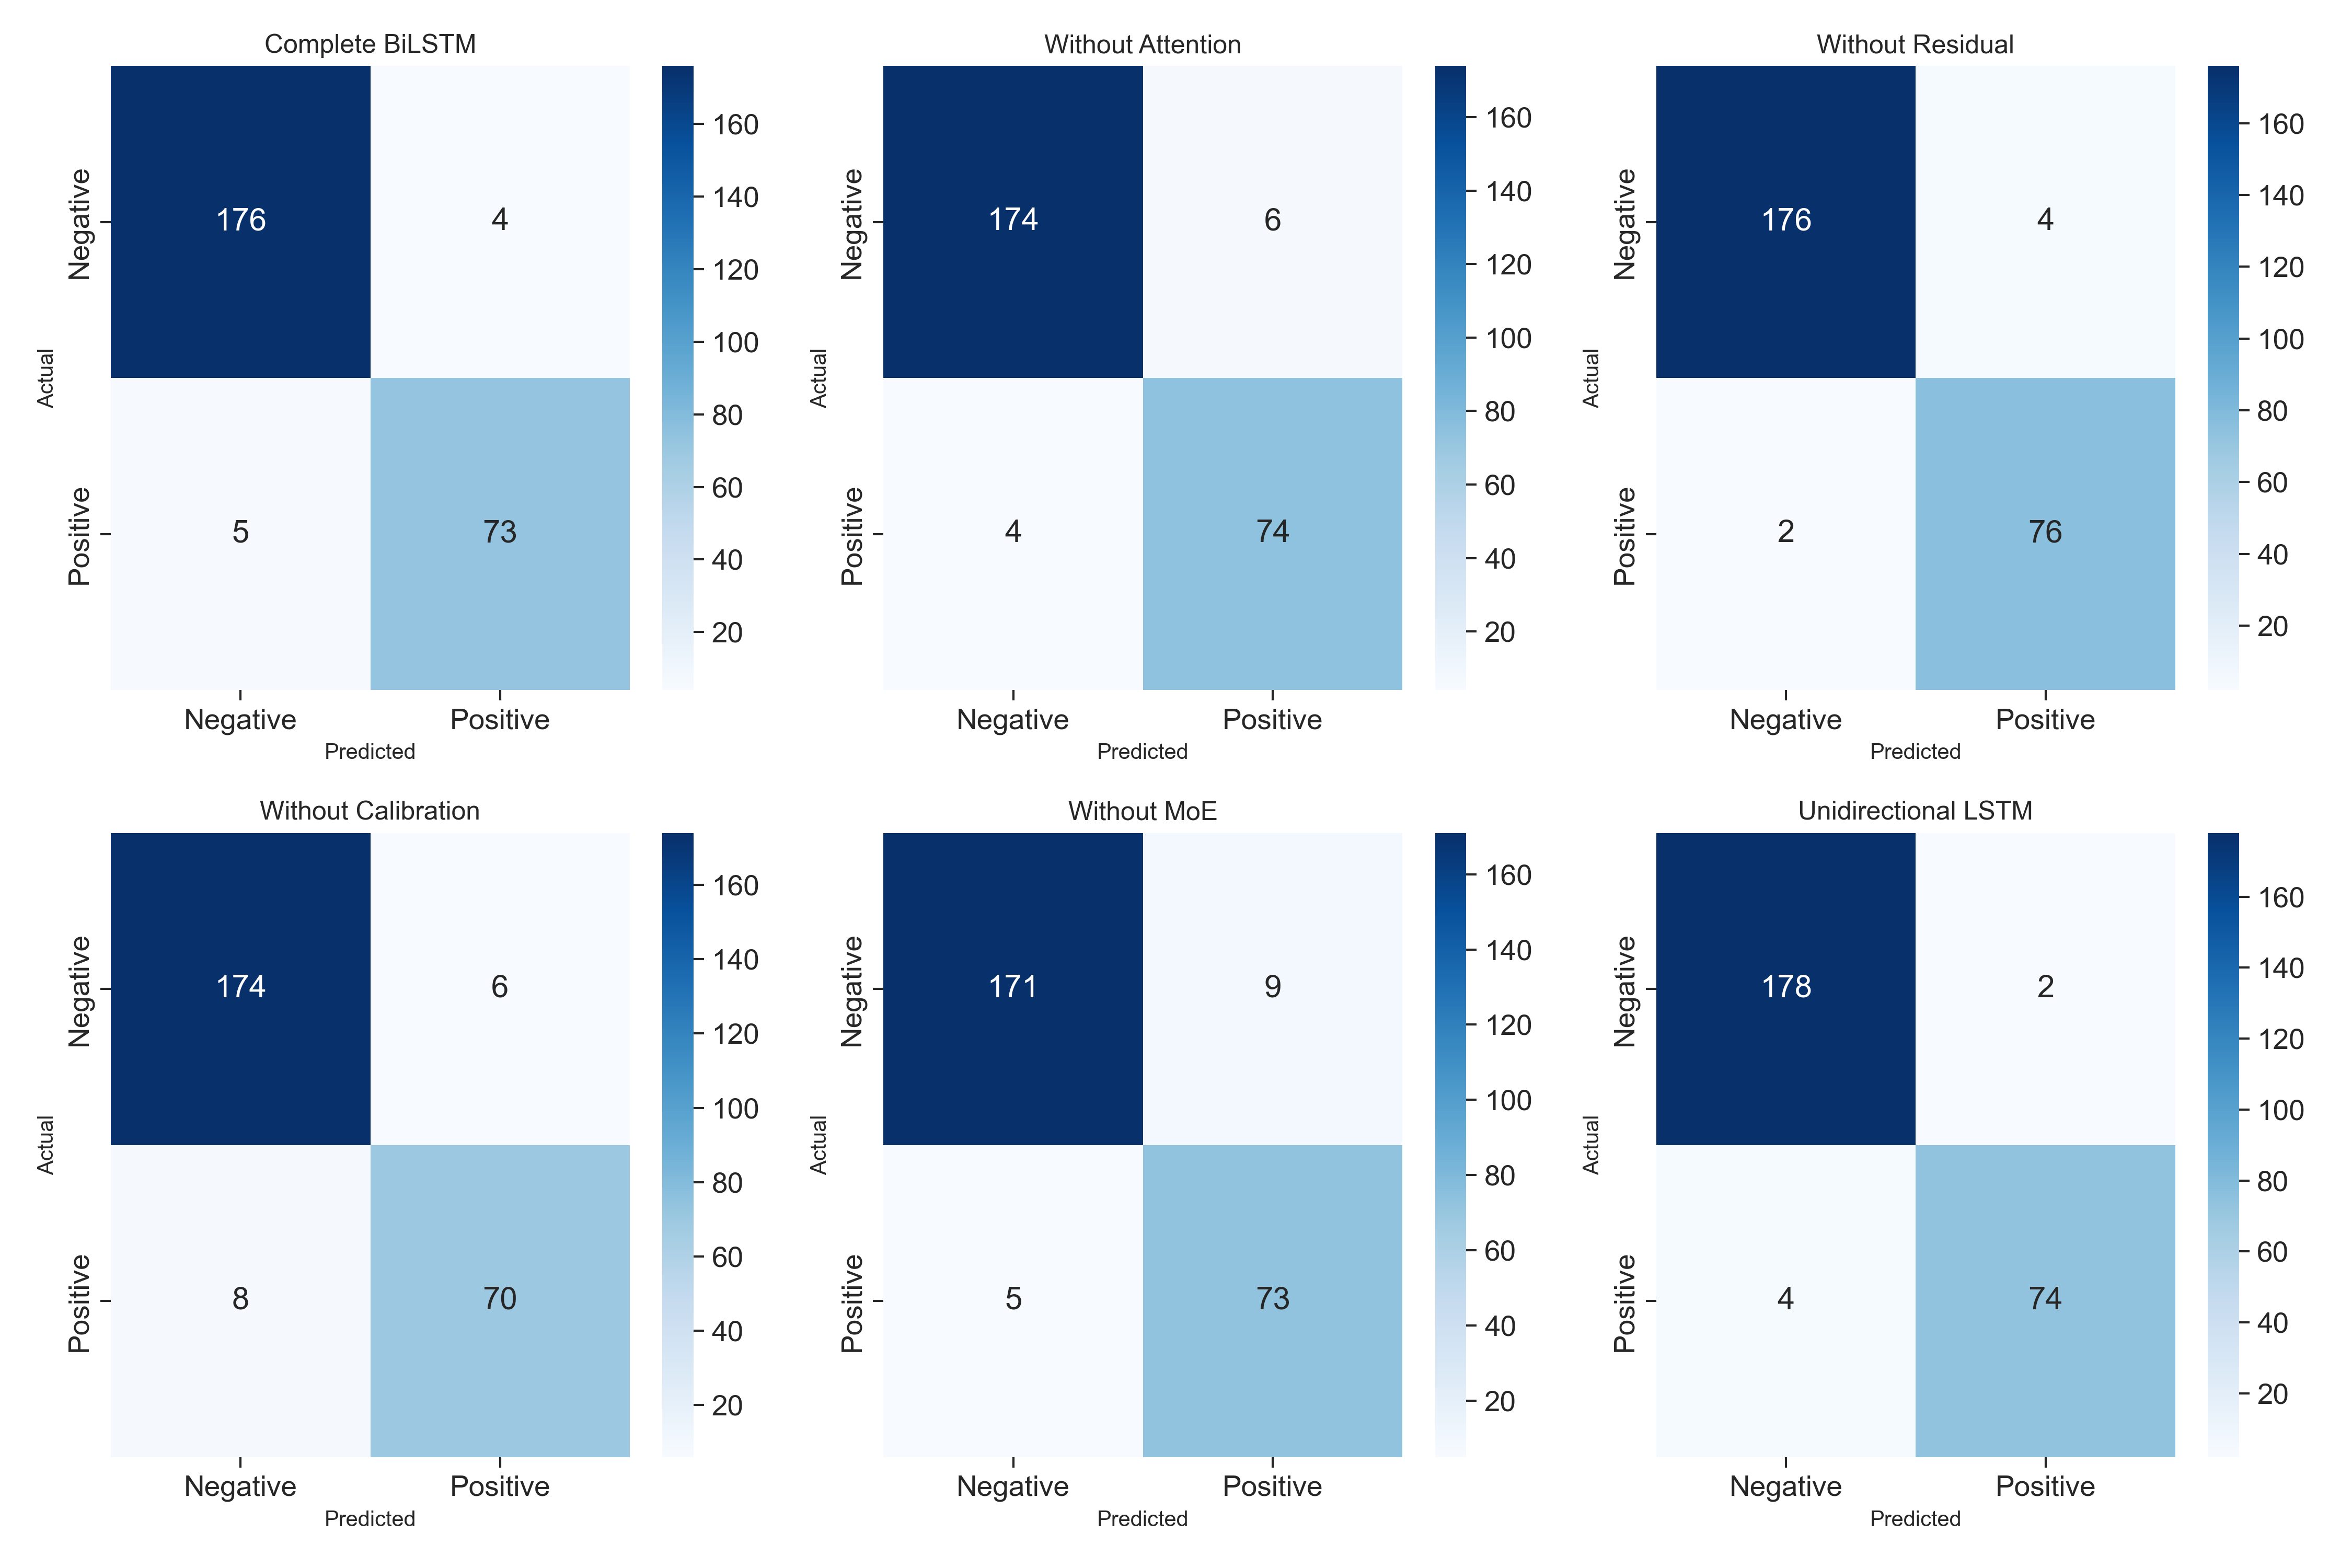 Complete BiLSTM
Negative
176
4
160
140
120
100
80
60
40
20
Actual
Positive
5
73
Negative
Positive
Predicted
Without Attention
Negative
174
6
160
140
120
100
80
60
40
20
Actual
Positive
4
74
Negative
Positive
Predicted
Without Residual
Negative
176
4
160
140
120
100
80
60
40
20
Actual
Positive
2
76
Negative
Positive
Predicted
Without Calibration
Negative
174
6
160
140
120
100
80
60
40
20
Actual
Positive
8
70
Negative
Positive
Predicted
Without MoE
Negative
171
9
160
140
120
100
80
60
40
20
Actual
Positive
5
73
Negative
Positive
Predicted
Unidirectional LSTM
Negative
178
2
160
140
120
100
80
60
40
20
Actual
Positive
4
74
Negative
Positive
Predicted